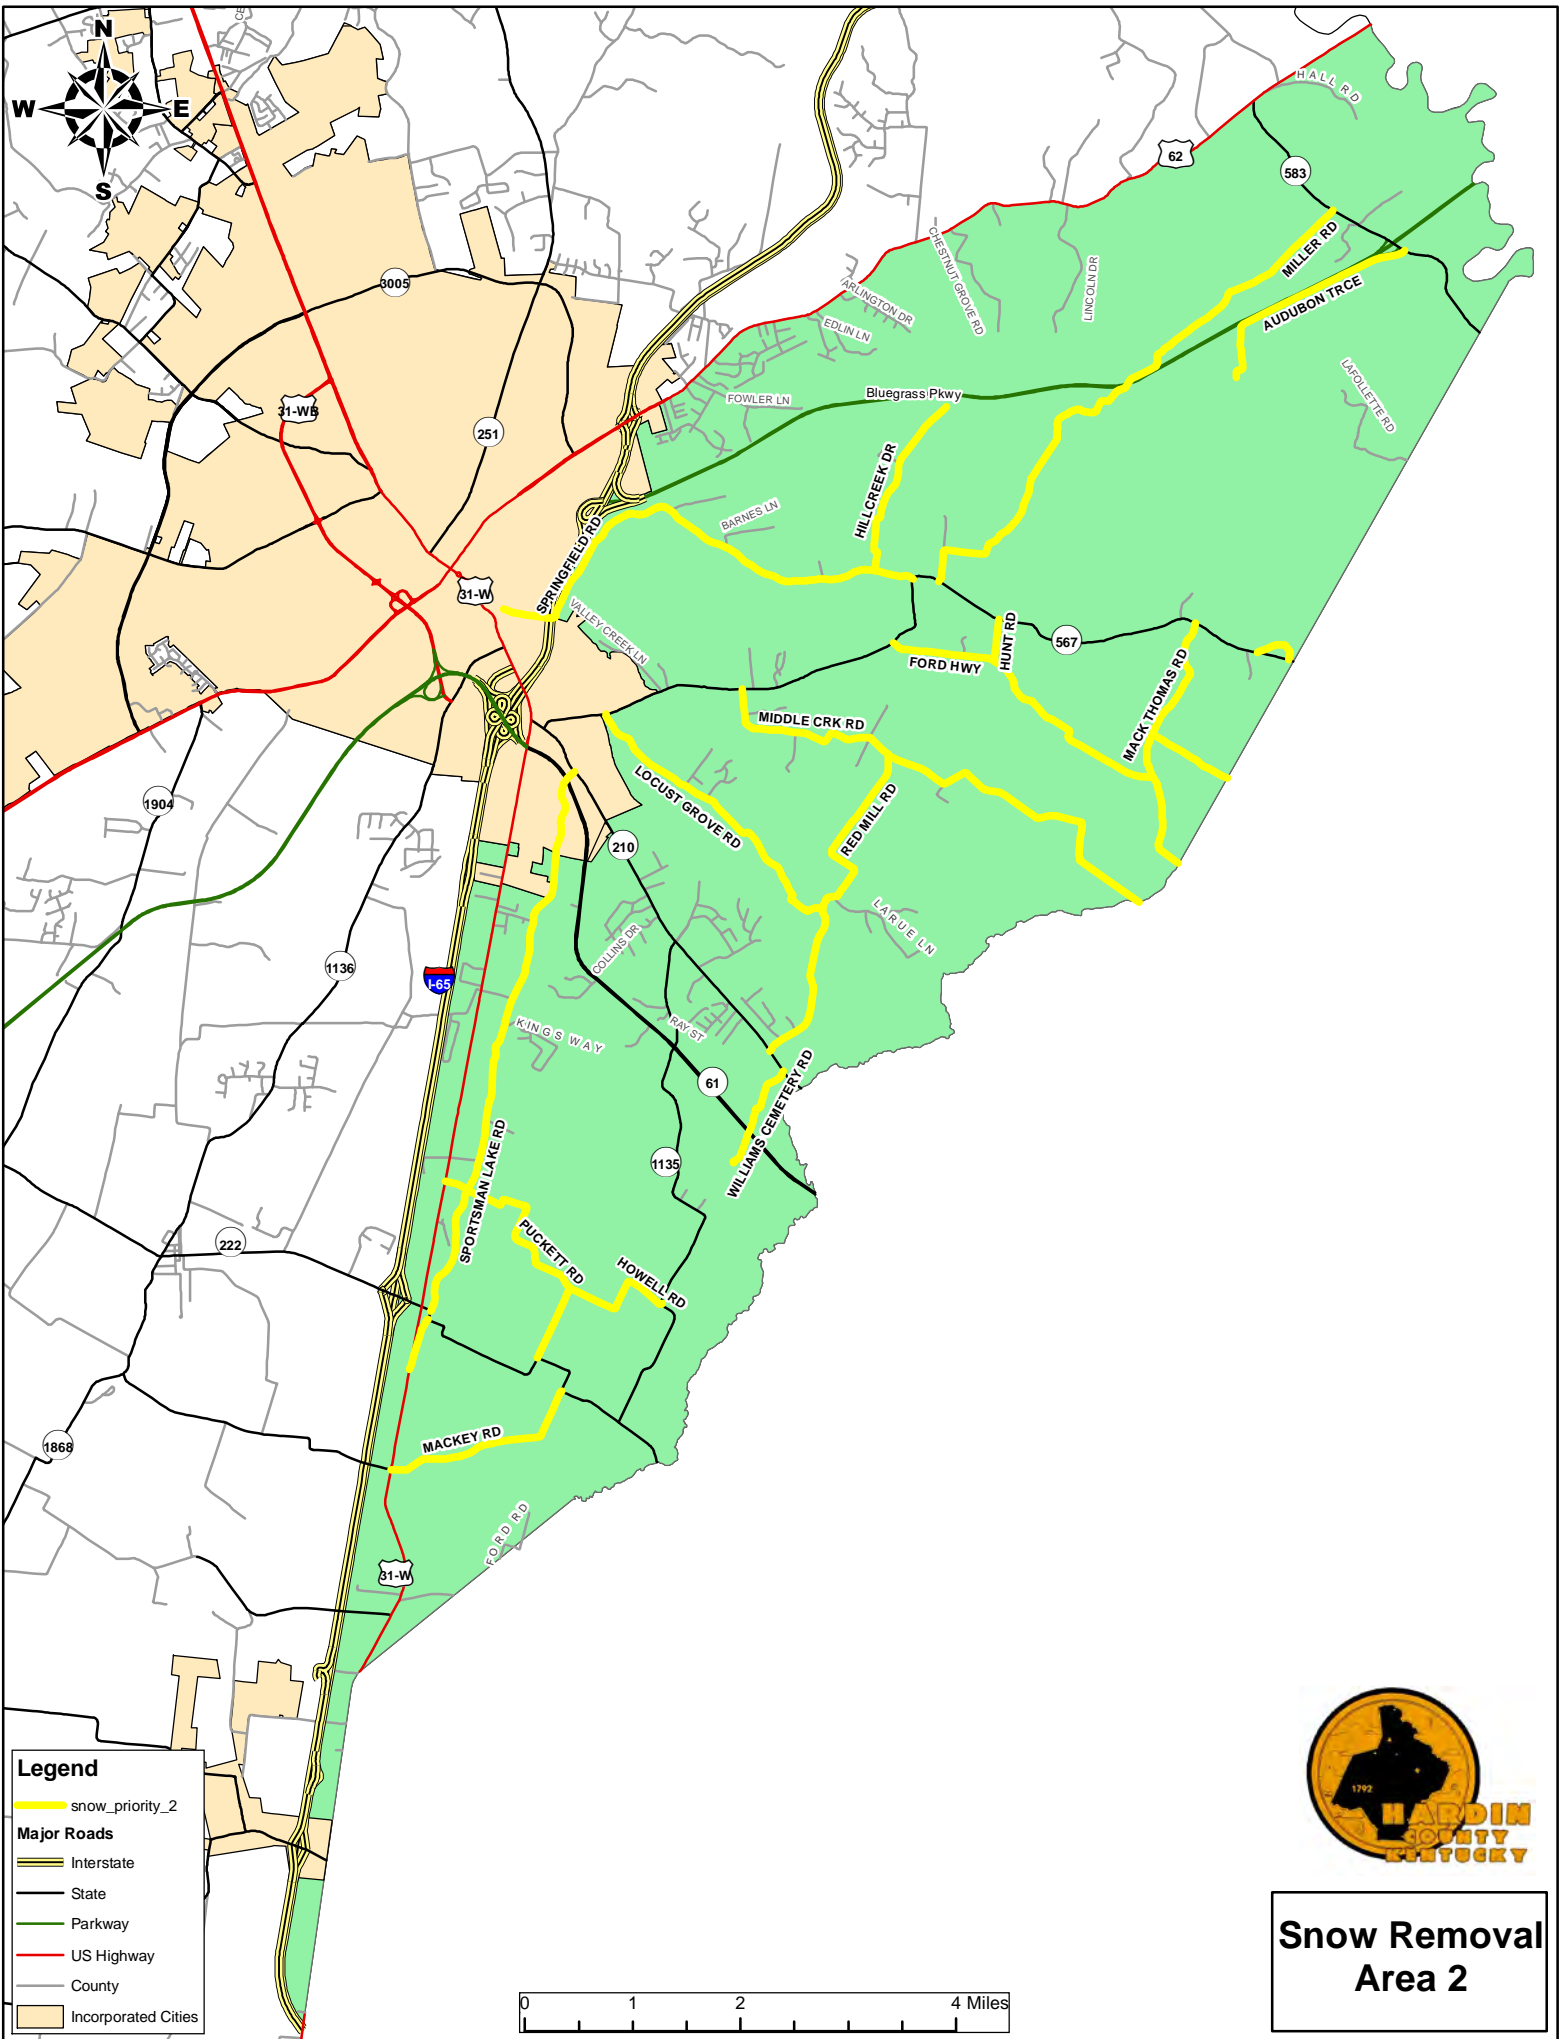 N
W E
S
CE
HALL RD
62
583
MILLER RD
AUDUBON TRCE
CHESTNUT GROVE RD
LINCOLN DR
ARLINGTON DR
EDLIN LN
3005
LAFOLLETTE RD
Bluegrass Pkwy
FOWLER LN
31-WB
251
HILLCREEK DR
BARNES LN
SPRINGFIELD RD
31-W
VALLEY CREEK LN
HUNT RD
567
FORD HWY
MACK THOMAS RD
MIDDLE CRK RD
LOCUST GROVE RD
RED MILL RD
1904
210
LARUE LN
COLLINS DR
1136
I-65
KINGS WAY
RAY ST
61
WILLIAMS CEMETERY RD
1135
SPORTSMAN LAKE RD
222
PUCKETT RD
HOWELL RD
MACKEY RD
1868
FORD RD
31-W
Legend
snow_priority_2
Major Roads
Interstate
State
Parkway
US Highway
County
Incorporated Cities
0 1 2 4 Miles
1792
HARDIN
COUNTY
KENTUCKY
Snow Removal
Area 2